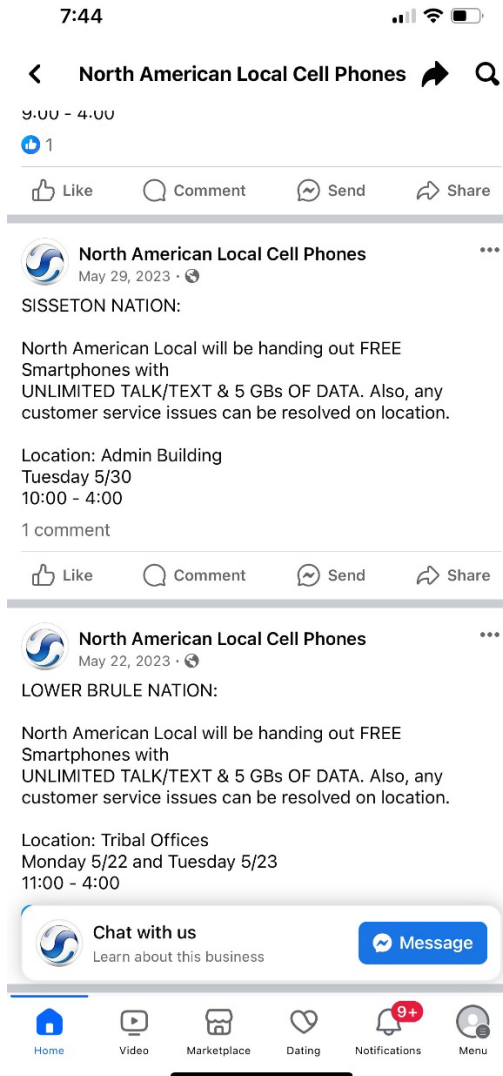 7:44
North American Local Cell Phones
9:00 - 4:00
1
Like Comment Send Share
North American Local Cell Phones
May 29, 2023 ·
SISSETON NATION:
North American Local will be handing out FREE
Smartphones with
UNLIMITED TALK/TEXT & 5 GBs OF DATA. Also, any
customer service issues can be resolved on location.
Location: Admin Building
Tuesday 5/30
10:00 - 4:00
1 comment
Like Comment Send Share
North American Local Cell Phones
May 22, 2023 ·
LOWER BRULE NATION:
North American Local will be handing out FREE
Smartphones with
UNLIMITED TALK/TEXT & 5 GBs OF DATA. Also, any
customer service issues can be resolved on location.
Location: Tribal Offices
Monday 5/22 and Tuesday 5/23
11:00 - 4:00
Chat with us
Learn about this business
Message
9+
Home Video Marketplace Dating Notifications Menu